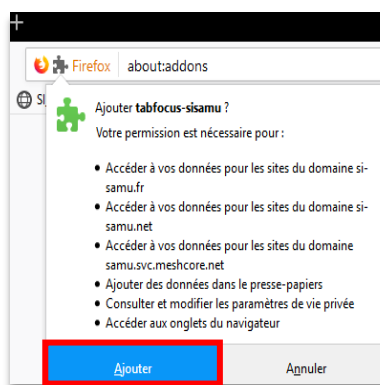 +
Firefox about:addons
SI
Ajouter tabfocus-sisamu ?
Votre permission est nécessaire pour :
• Accéder à vos données pour les sites du domaine si-
samu.fr
• Accéder à vos données pour les sites du domaine si-
samu.net
• Accéder à vos données pour les sites du domaine
samu.svc.meshcore.net
• Ajouter des données dans le presse-papiers
• Consulter et modifier les paramètres de vie privée
• Accéder aux onglets du navigateur
Ajouter Annuler